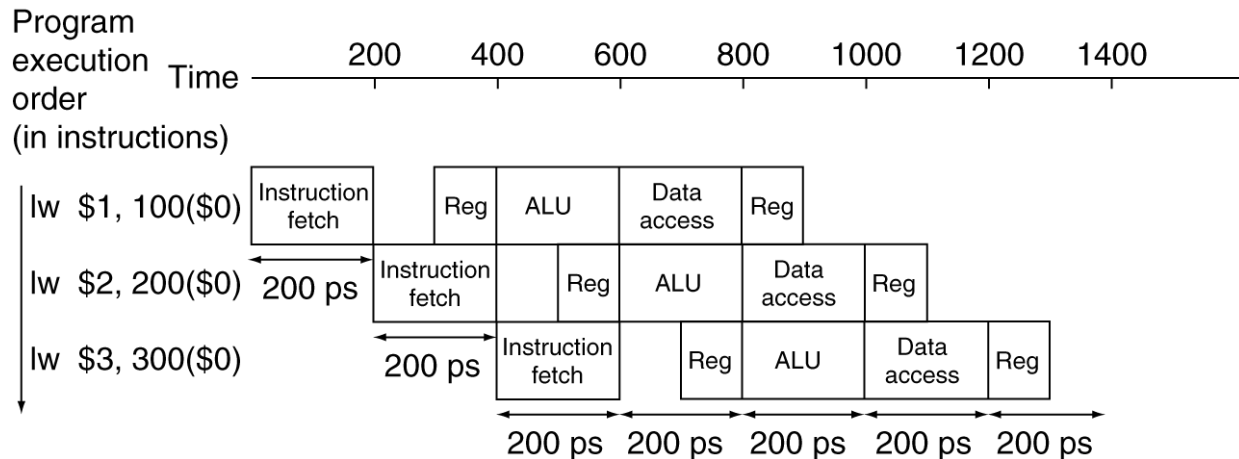 Program
execution
order
(in instructions)
Time
200 400 600 800 1000 1200 1400
lw $1, 100($0)
Instruction
fetch
Reg
ALU
Data
access
Reg
lw $2, 200($0)
200 ps
Instruction
fetch
Reg
ALU
Data
access
Reg
lw $3, 300($0)
200 ps
Instruction
fetch
Reg
ALU
Data
access
Reg
200 ps 200 ps 200 ps 200 ps 200 ps